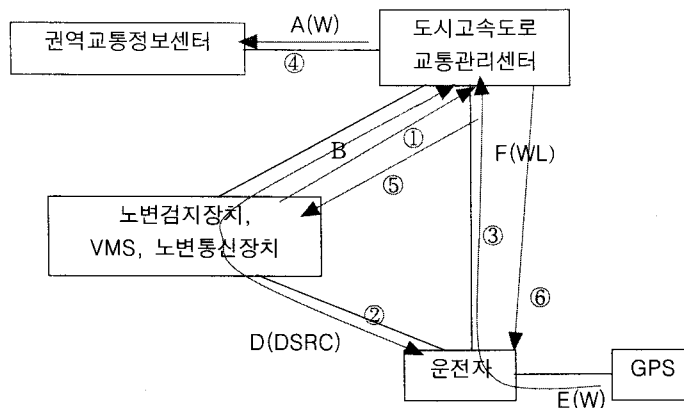 A(W)
권역교통정보센터
④
도시고속도로
교통관리센터
B
①
F(WL)
⑤
③
노변검지장치,
VMS, 노변통신장치
②
⑥
D(DSRC)
운전자
GPS
E(W)